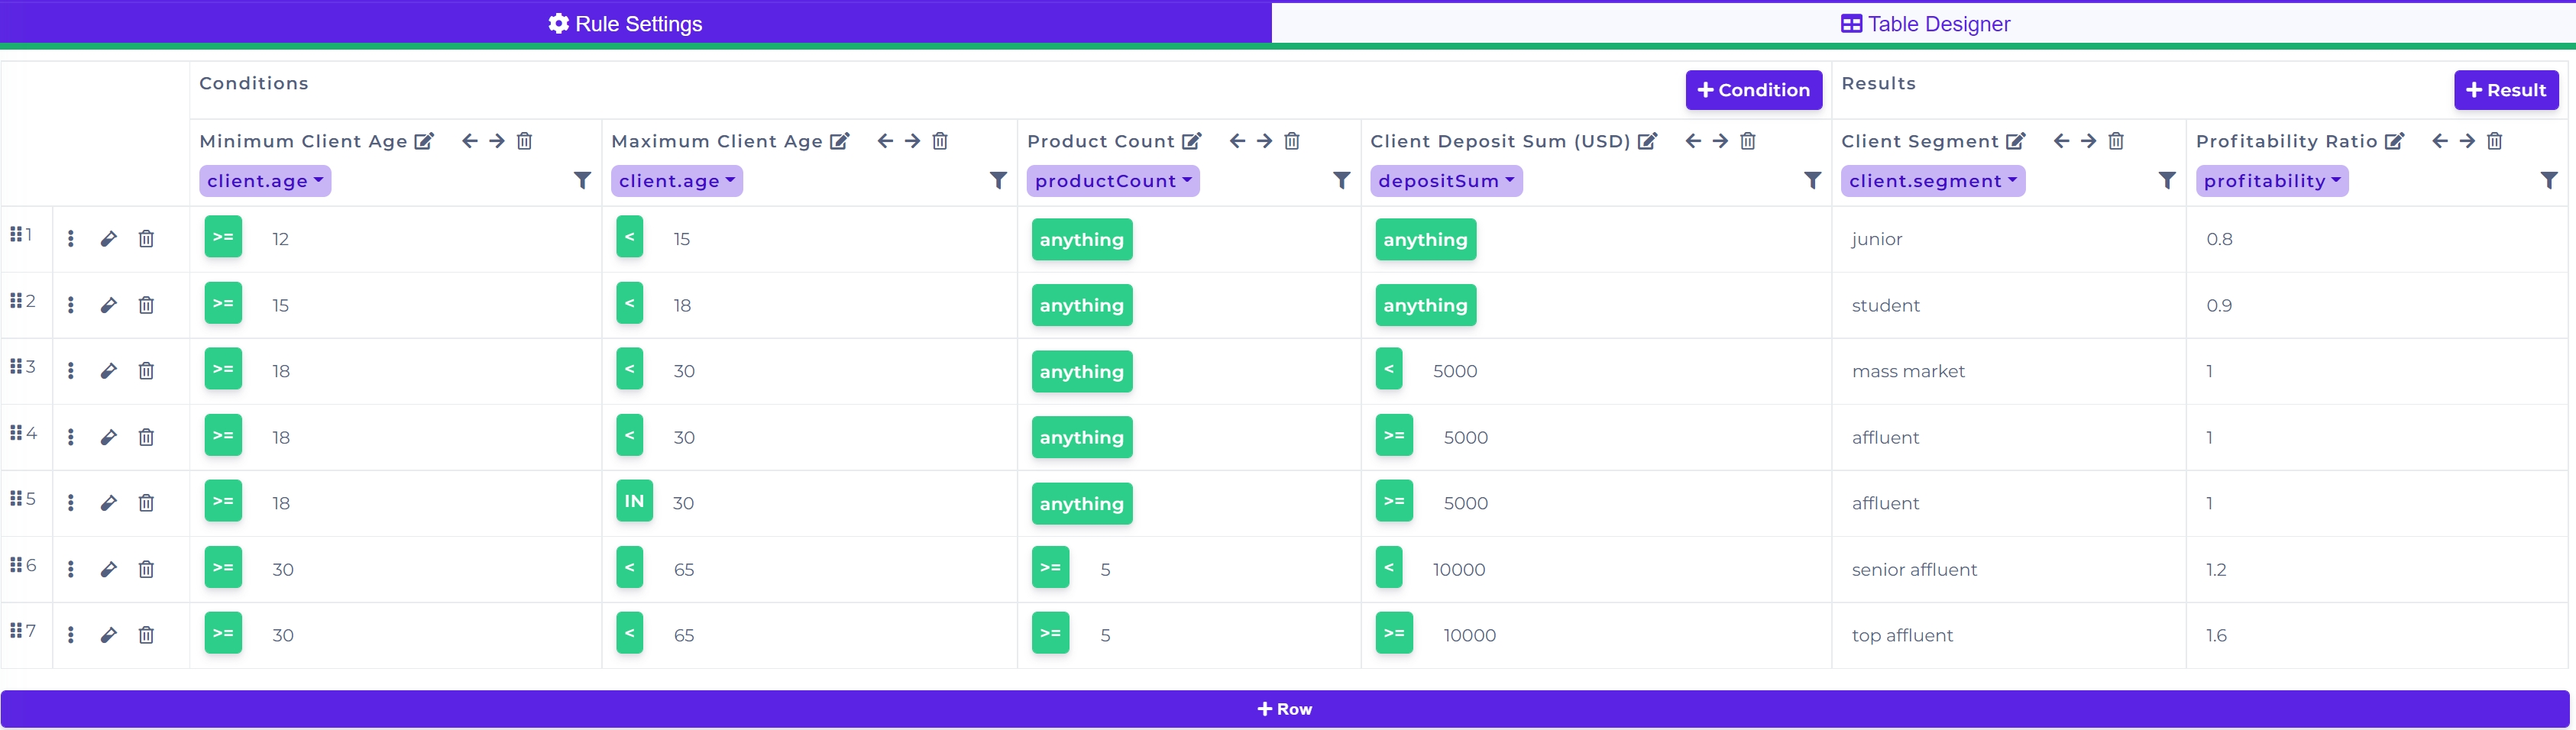 Rule Settings
Table Designer
Conditions + Condition Results + Result
Minimum Client Age Maximum Client Age Product Count Client Deposit Sum (USD) Client Segment Profitability Ratio
client.age client.age productCount depositSum client.segment profitability
1 >= 12 < 15 anything anything junior 0.8
2 >= 15 < 18 anything anything student 0.9
3 >= 18 < 30 anything < 5000 mass market 1
4 >= 18 < 30 anything >= 5000 affluent 1
5 >= 18 IN 30 anything >= 5000 affluent 1
6 >= 30 < 65 >= 5 < 10000 senior affluent 1.2
7 >= 30 < 65 >= 5 >= 10000 top affluent 1.6
+ Row